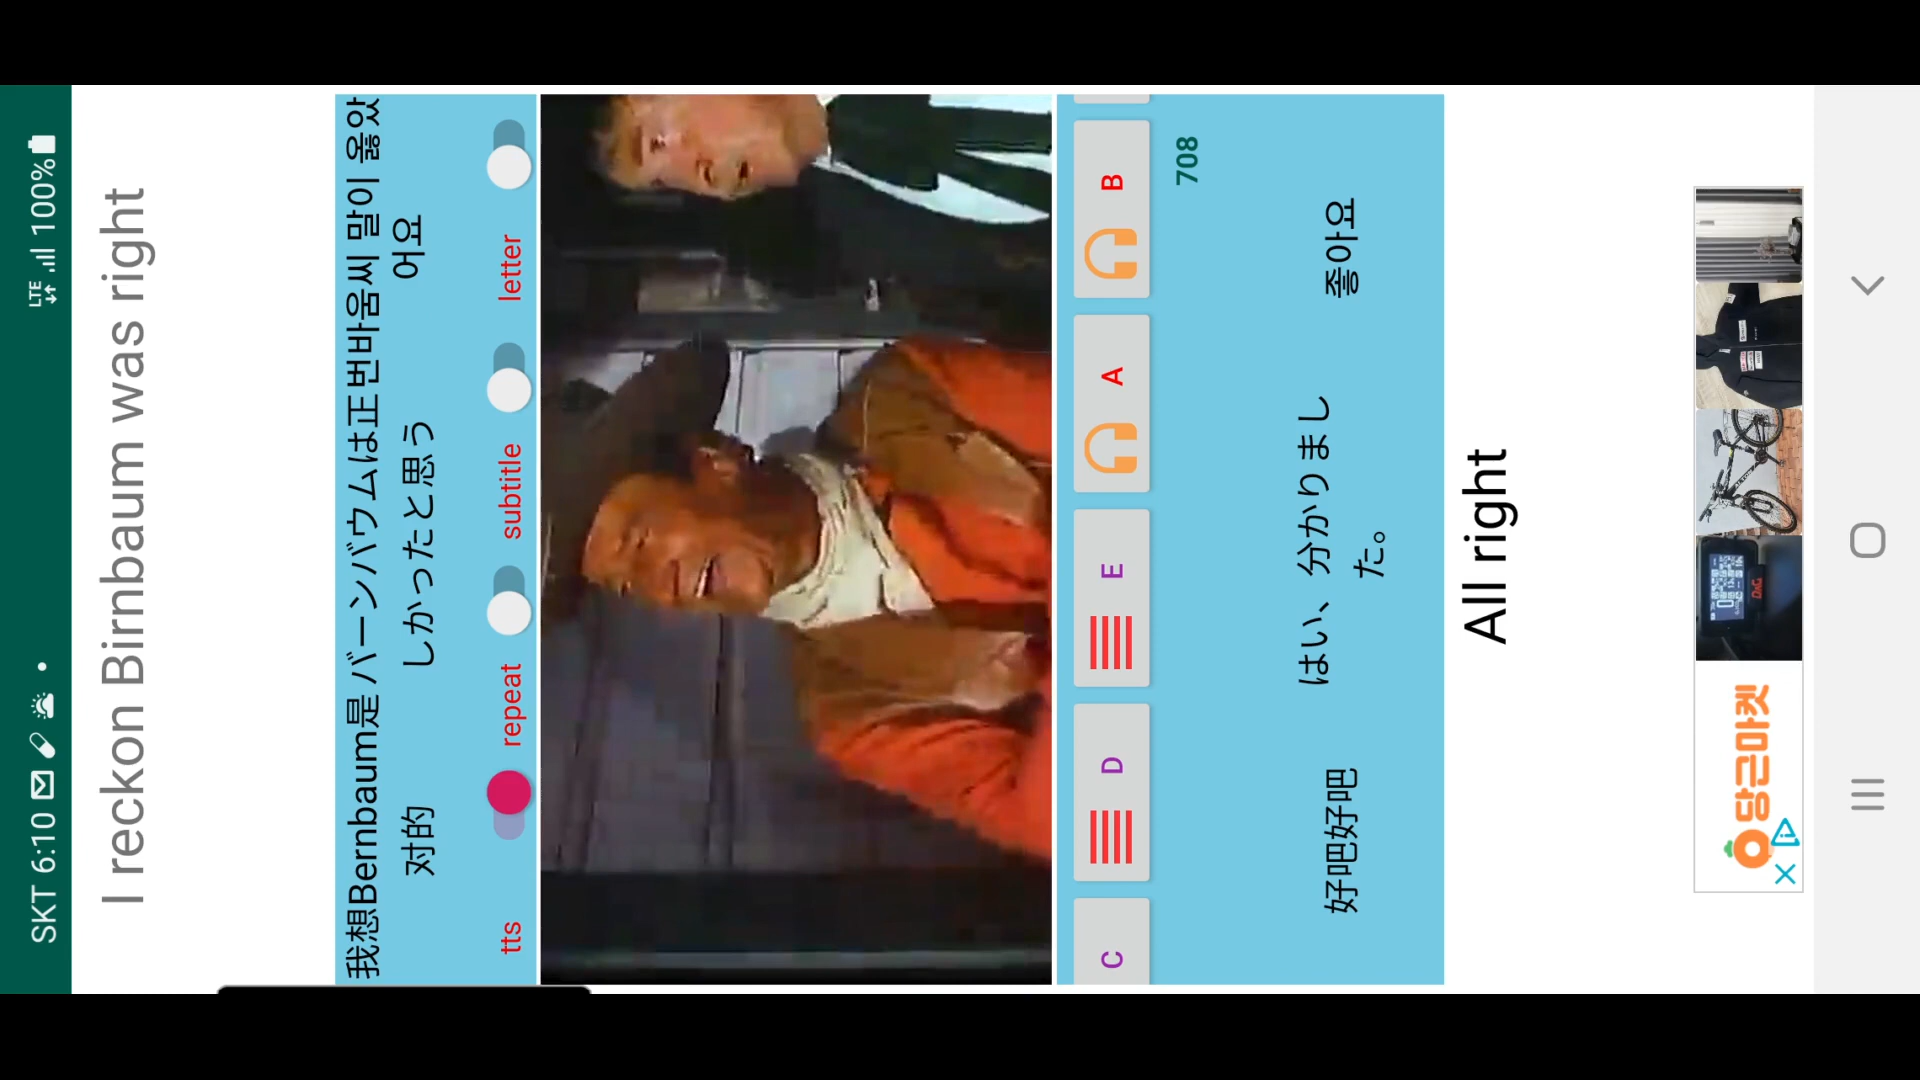 SKT 6:10 LTE 100%
I reckon Birnbaum was right
我想Bernbaum是对的
バーンバウムは正しかったと思う
번바움씨 말이 옳았어요
tts repeat subtitle letter
C D E A B
708
好吧好吧
はい、分かりまし
た。
좋아요
All right
당근마켓